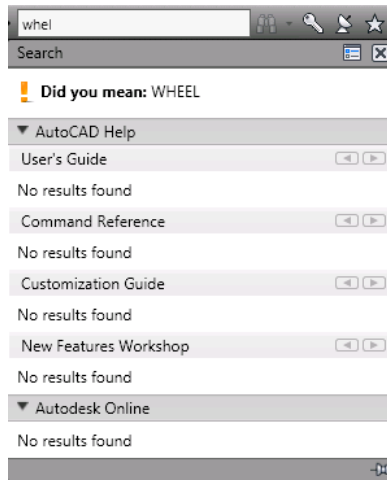 whel
Search
Did you mean: WHEEL
AutoCAD Help
User's Guide
No results found
Command Reference
No results found
Customization Guide
No results found
New Features Workshop
No results found
Autodesk Online
No results found